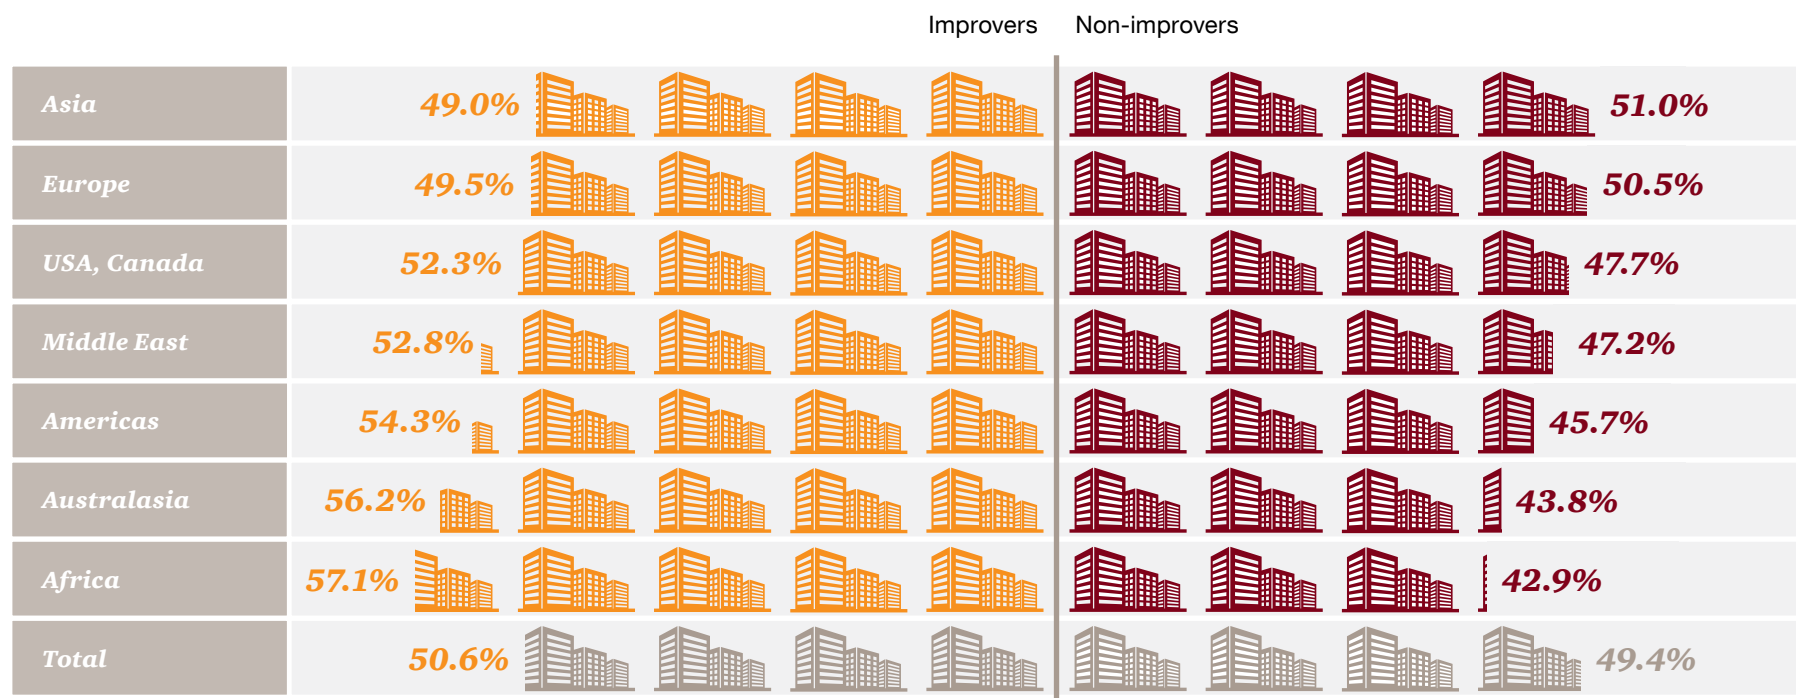 Improvers Non-improvers
Asia 49.0% 51.0%
Europe 49.5% 50.5%
USA, Canada 52.3% 47.7%
Middle East 52.8% 47.2%
Americas 54.3% 45.7%
Australasia 56.2% 43.8%
Africa 57.1% 42.9%
Total 50.6% 49.4%